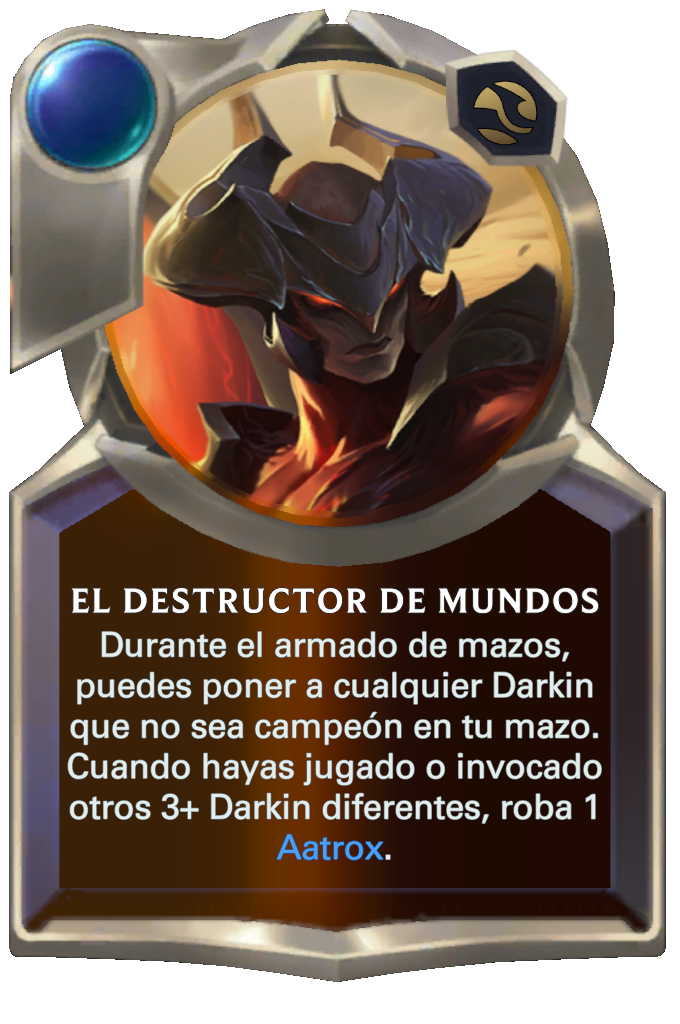 EL DESTRUCTOR DE MUNDOS
Durante el armado de mazos,
puedes poner a cualquier Darkin
que no sea campeón en tu mazo.
Cuando hayas jugado o invocado
otros 3+ Darkin diferentes, roba 1
Aatrox.